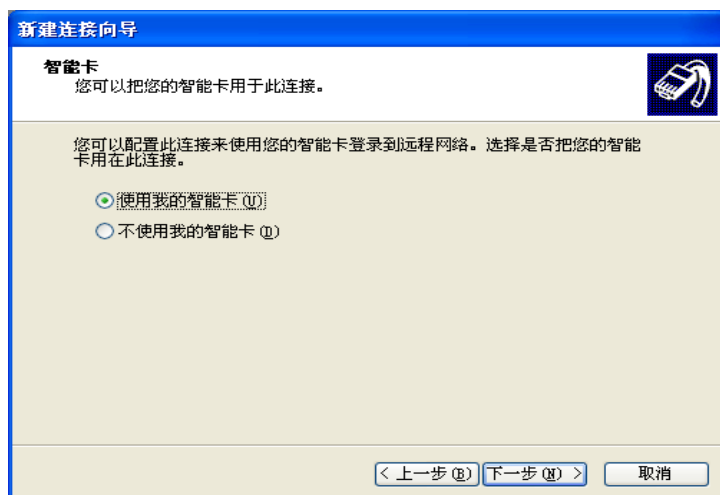 新建连接向导
智能卡
您可以把您的智能卡用于此连接。
您可以配置此连接来使用您的智能卡登录到远程网络。选择是否把您的智能
卡用在此连接。
使用我的智能卡(U)
不使用我的智能卡(D)
< 上一步(B) 下一步(N) > 取消